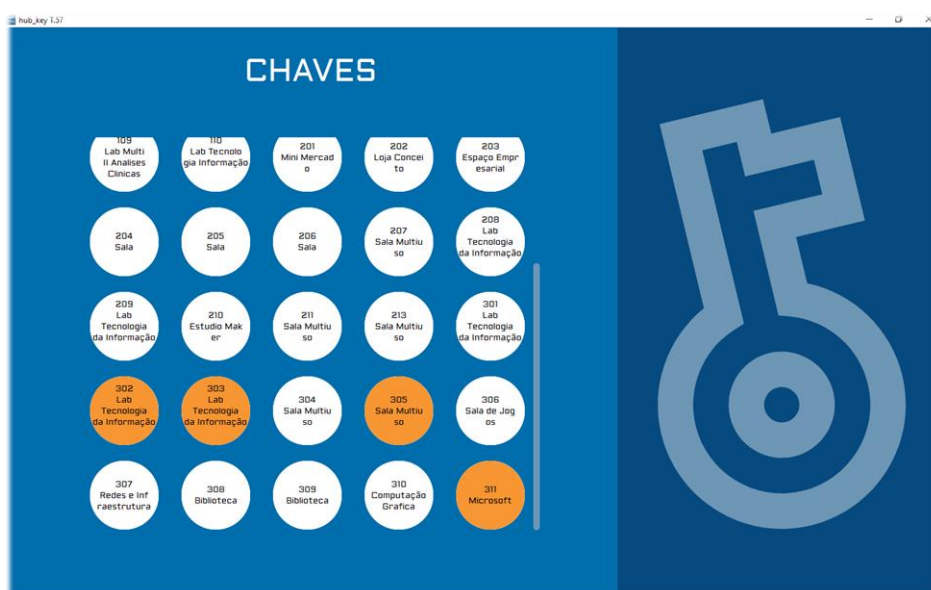 hub_key 1.57
CHAVES
109
Lab Multi
II Analises
Clinicas
110
Lab Tecnolo
gia Informação
201
Mini Mercad
o
202
Loja Concei
to
203
Espaço Empr
esarial
204
Sala
205
Sala
206
Sala
207
Sala Multiu
so
208
Lab
Tecnologia
da Informação
209
Lab
Tecnologia
da Informação
210
Estudio Mak
er
211
Sala Multiu
so
213
Sala Multiu
so
301
Lab
Tecnologia
da Informação
302
Lab
Tecnologia
da Informação
303
Lab
Tecnologia
da Informação
304
Sala Multiu
so
305
Sala Multiu
so
306
Sala de Jog
os
307
Redes e Inf
raestrutura
308
Biblioteca
309
Biblioteca
310
Computação
Grafica
311
Microsoft